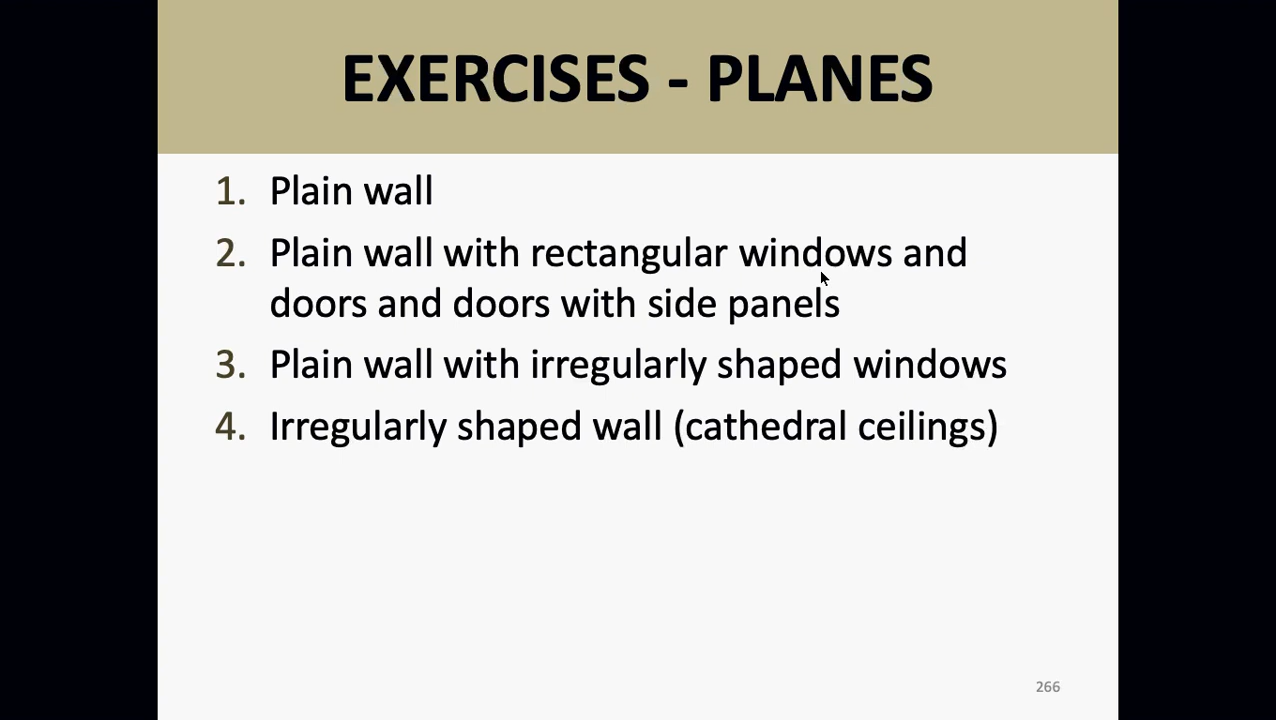 EXERCISES - PLANES
1. Plain wall
2. Plain wall with rectangular windows and
doors and doors with side panels
3. Plain wall with irregularly shaped windows
4. Irregularly shaped wall (cathedral ceilings)
266